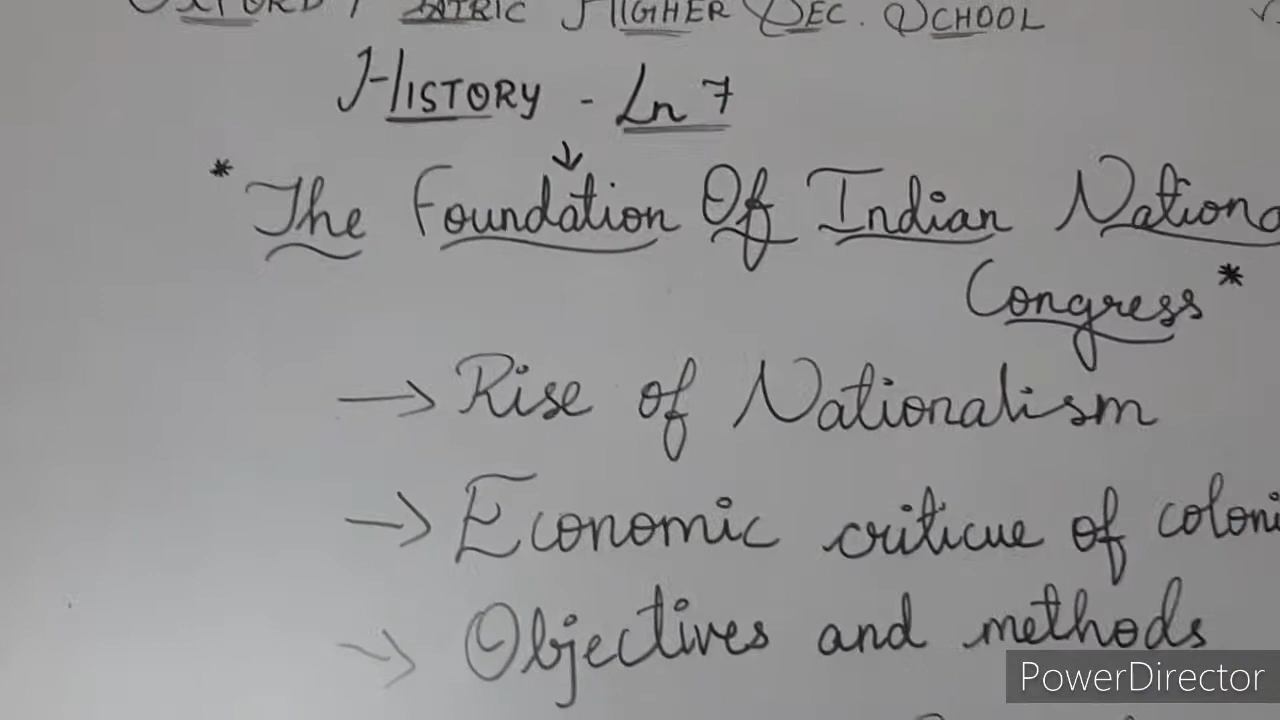 HIGHER SEC. SCHOOL
HISTORY - Ln 7
* The Foundation Of Indian Nationa
Congress *
→ Rise of Nationalism
→ Economic criticue of coloni
→ Objectives and methods
PowerDirector